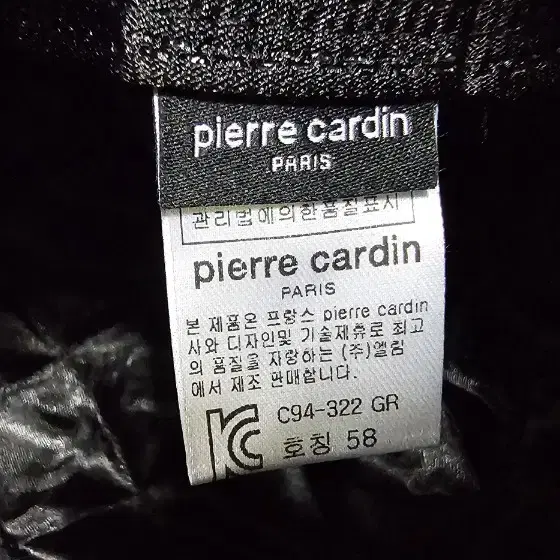 pierre cardin
PARIS
관리법에의한품질표시
pierre cardin
PARIS
본 제품은 프랑스 pierre cardin
사와 디자인및 기술제휴로 최고
의 품질을 자랑하는 (주)엘림
에서 제조 판매합니다.
C94-322 GR
호칭 58